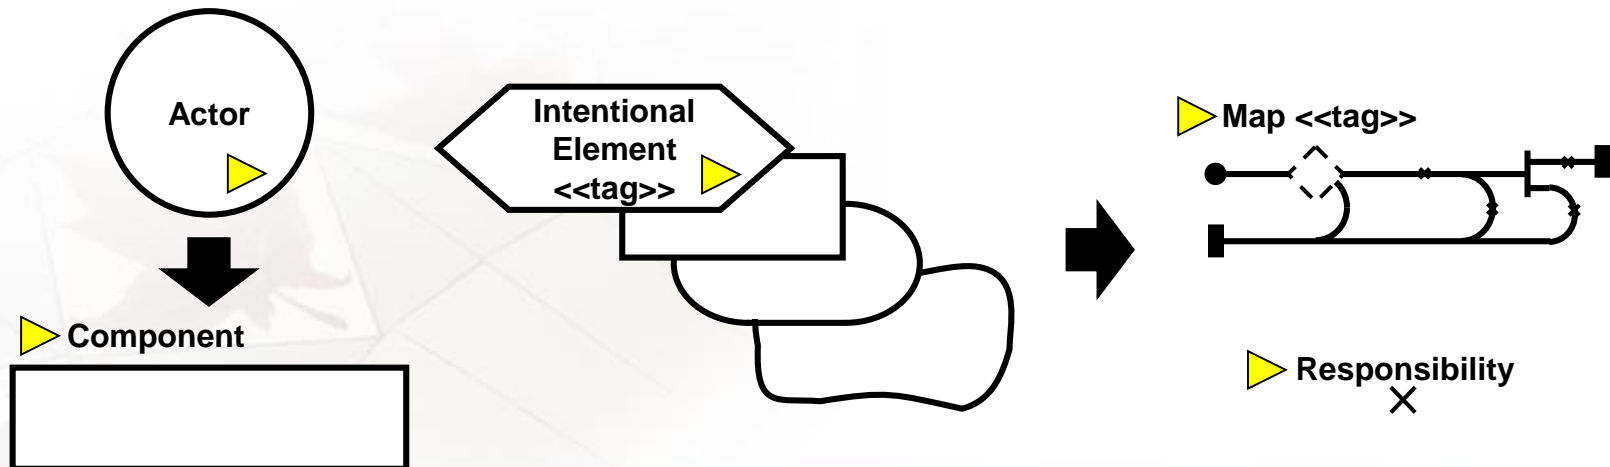 Actor
Component
Intentional
Element
<<tag>>
Map <<tag>>
Responsibility